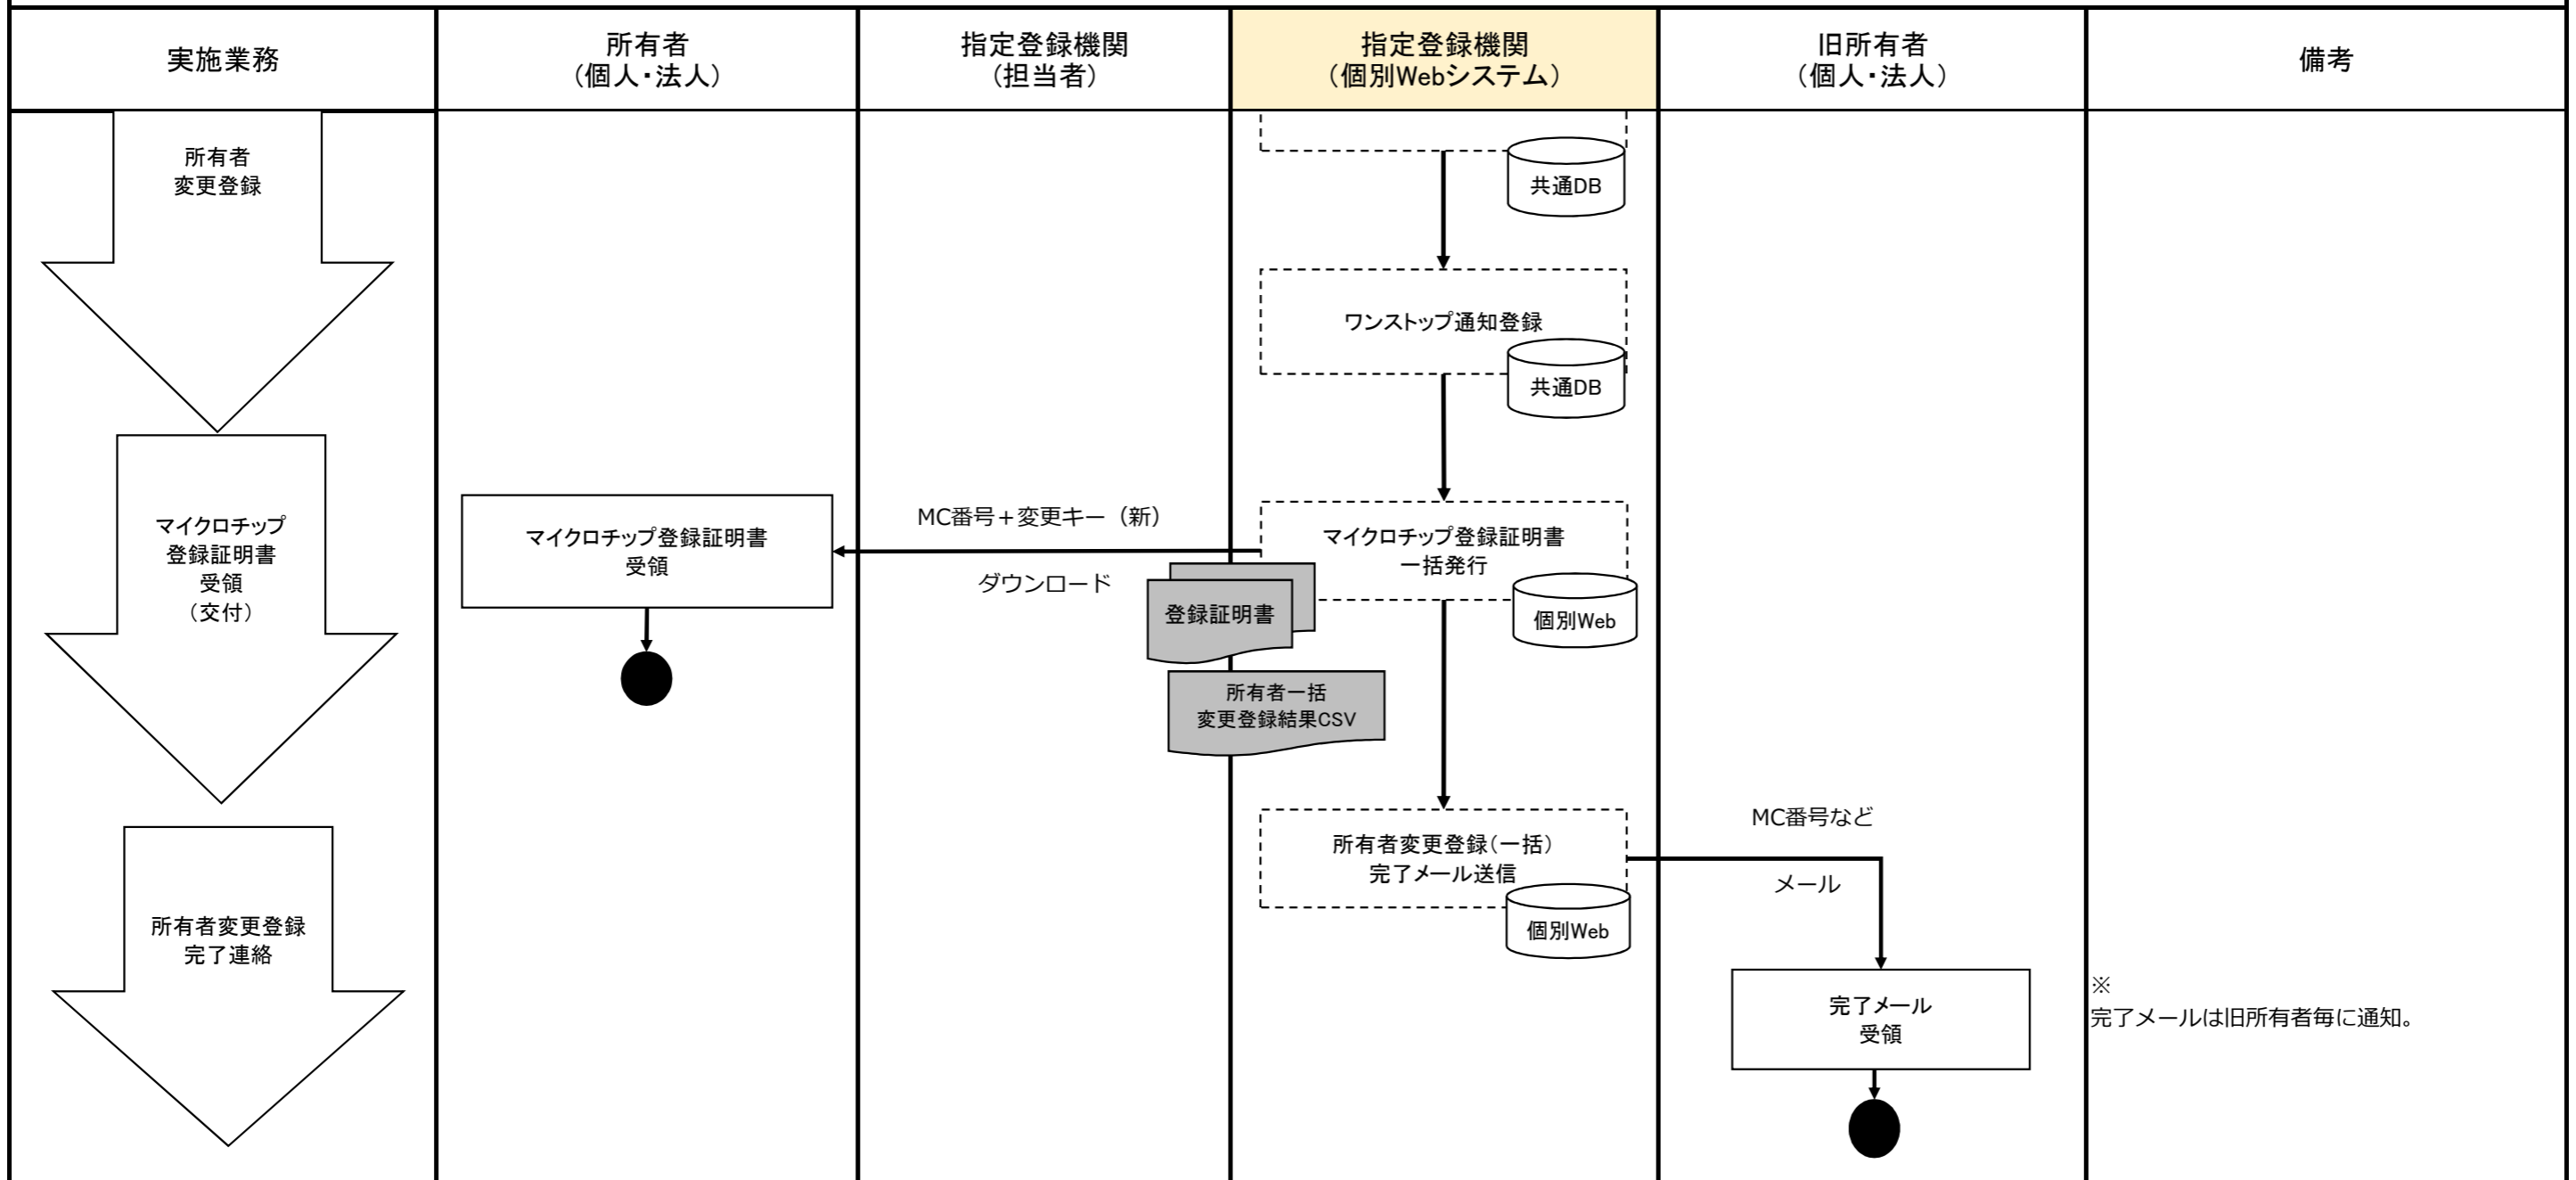 実施業務
所有者
（個人・法人）
指定登録機関
（担当者）
指定登録機関
（個別Webシステム）
旧所有者
（個人・法人）
備考
所有者
変更登録
共通DB
ワンストップ通知登録
共通DB
マイクロチップ
登録証明書
受領
（交付）
マイクロチップ登録証明書
受領
MC番号＋変更キー（新）
ダウンロード
マイクロチップ登録証明書
一括発行
個別Web
登録証明書
所有者一括
変更登録結果CSV
所有者変更登録
完了連絡
所有者変更登録（一括）
完了メール送信
個別Web
MC番号など
メール
完了メール
受領
※
完了メールは旧所有者毎に通知。